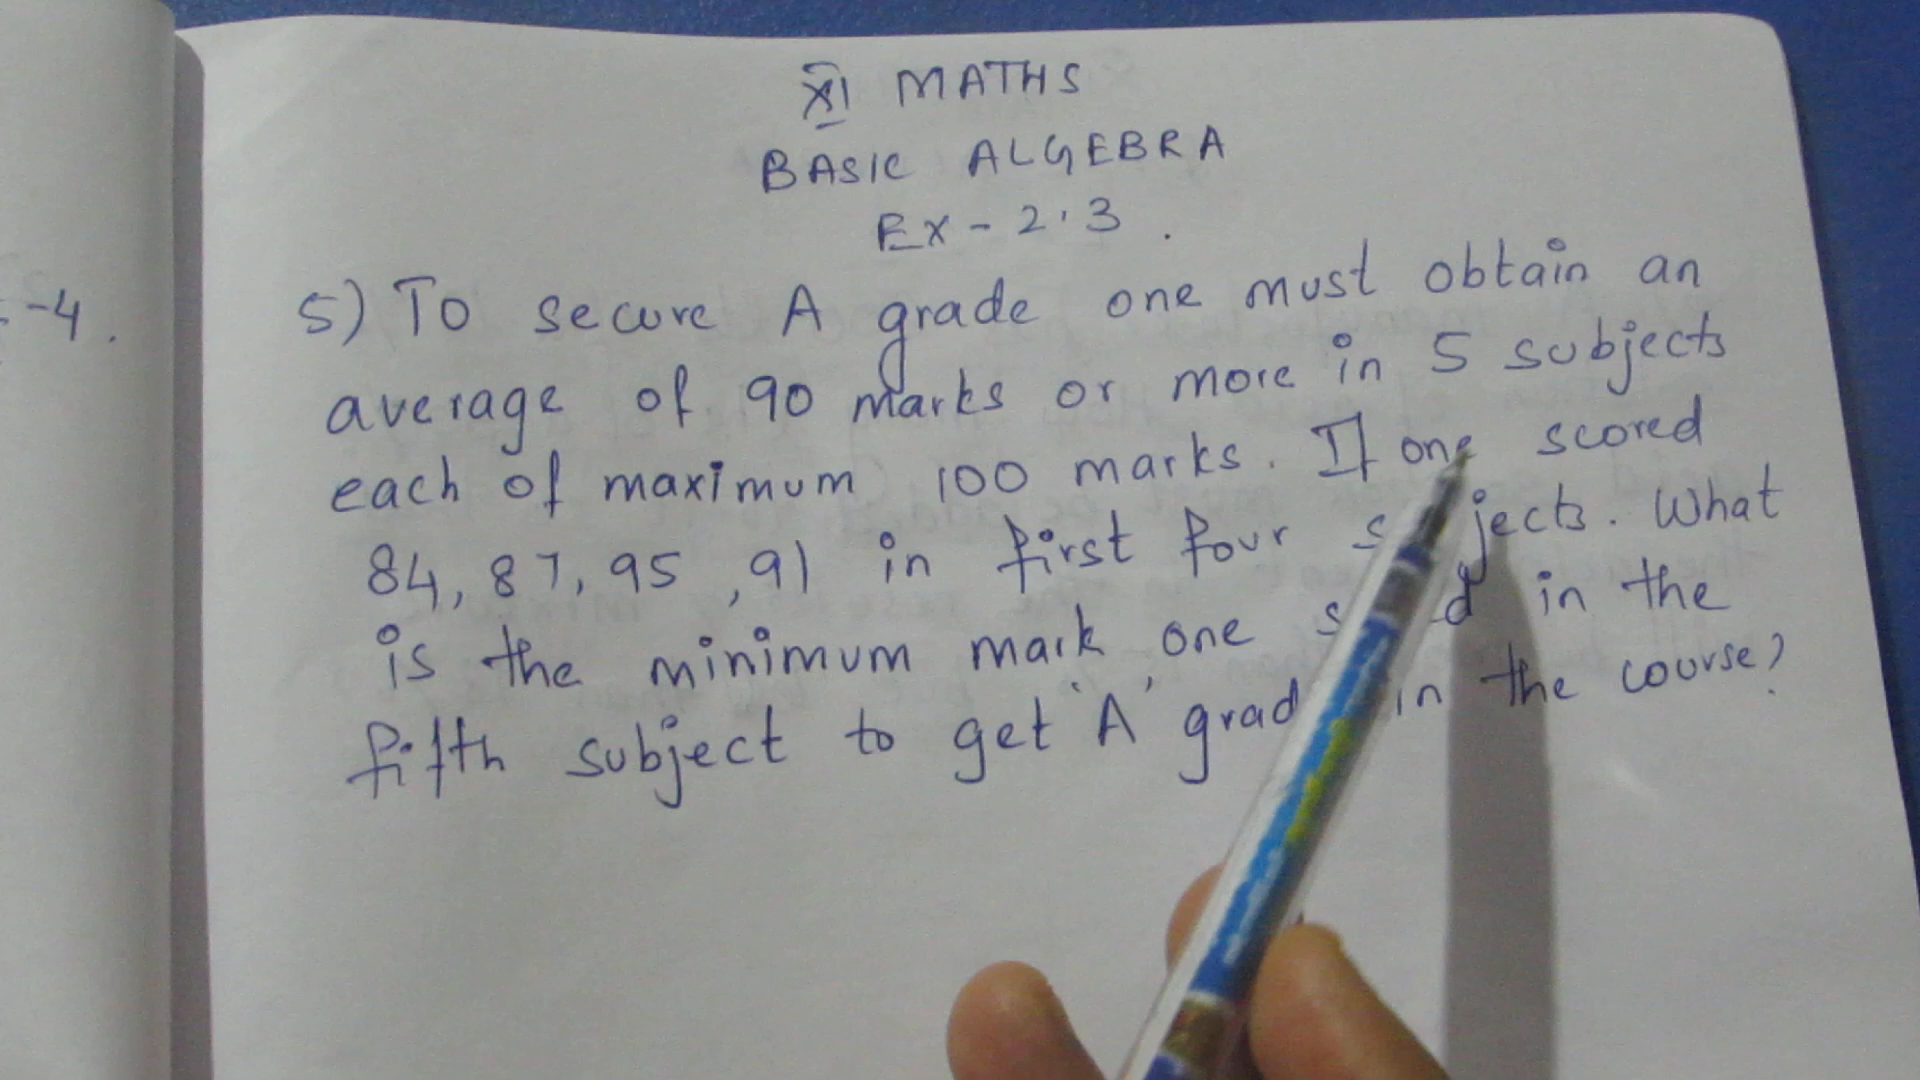 XI MATHS
BASIC ALGEBRA
EX - 2.3.
-4.
5) To secure A grade one must obtain an
average of 90 marks or more in 5 subjects
each of maximum 100 marks. If one scored
84, 87, 95, 91 in first four s jects. What
is the minimum mark one s d in the
fifth subject to get 'A' grad in the course?